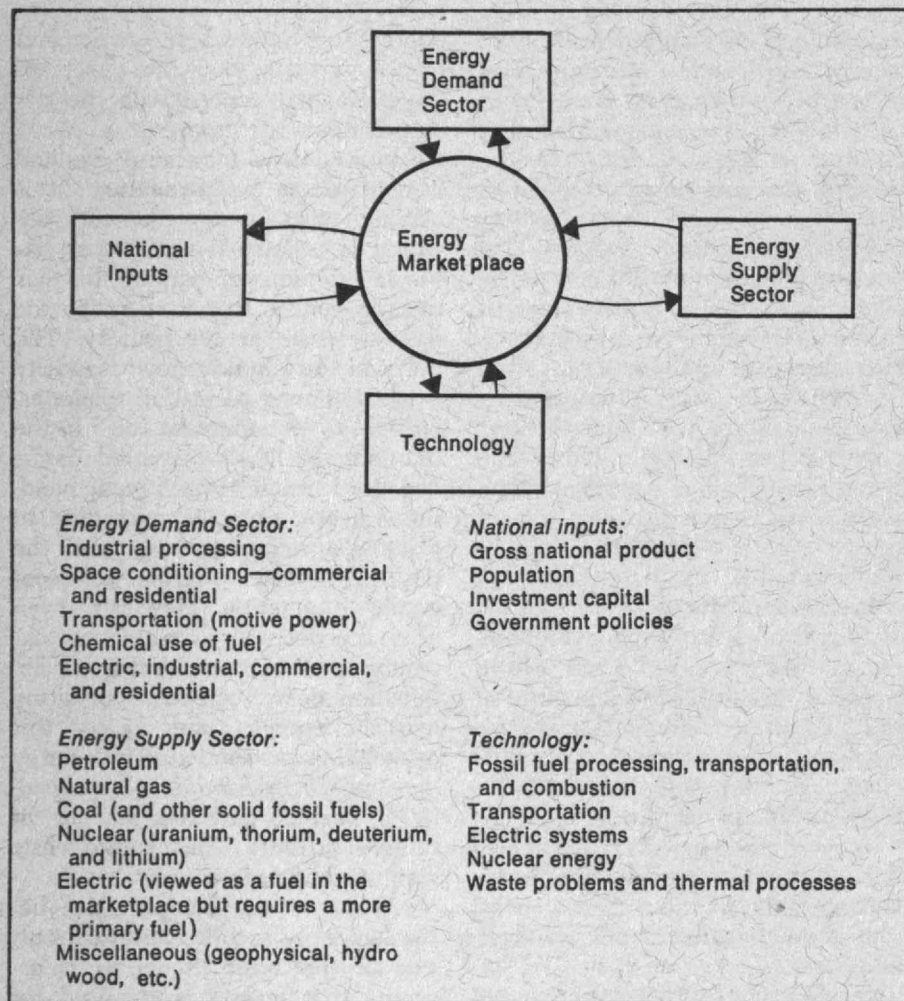 Energy
Demand
Sector
National
Inputs
Energy
Market place
Energy
Supply
Sector
Technology
Energy Demand Sector:
Industrial processing
Space conditioning—commercial
and residential
Transportation (motive power)
Chemical use of fuel
Electric, industrial, commercial,
and residential
National inputs:
Gross national product
Population
Investment capital
Government policies
Energy Supply Sector:
Petroleum
Natural gas
Coal (and other solid fossil fuels)
Nuclear (uranium, thorium, deuterium,
and lithium)
Electric (viewed as a fuel in the
marketplace but requires a more
primary fuel)
Miscellaneous (geophysical, hydro
wood, etc.)
Technology:
Fossil fuel processing, transportation,
and combustion
Transportation
Electric systems
Nuclear energy
Waste problems and thermal processes